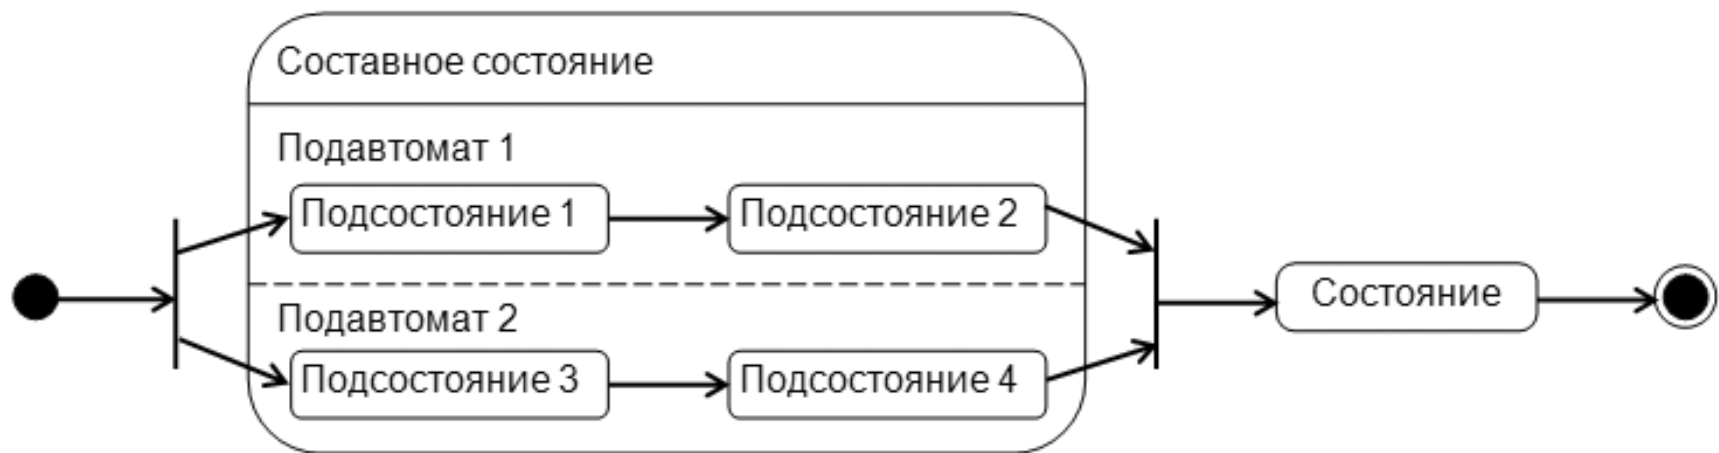 Составное состояние
Подавтомат 1
Подсостояние 1
Подсостояние 2
Подавтомат 2
Подсостояние 3
Подсостояние 4
Состояние